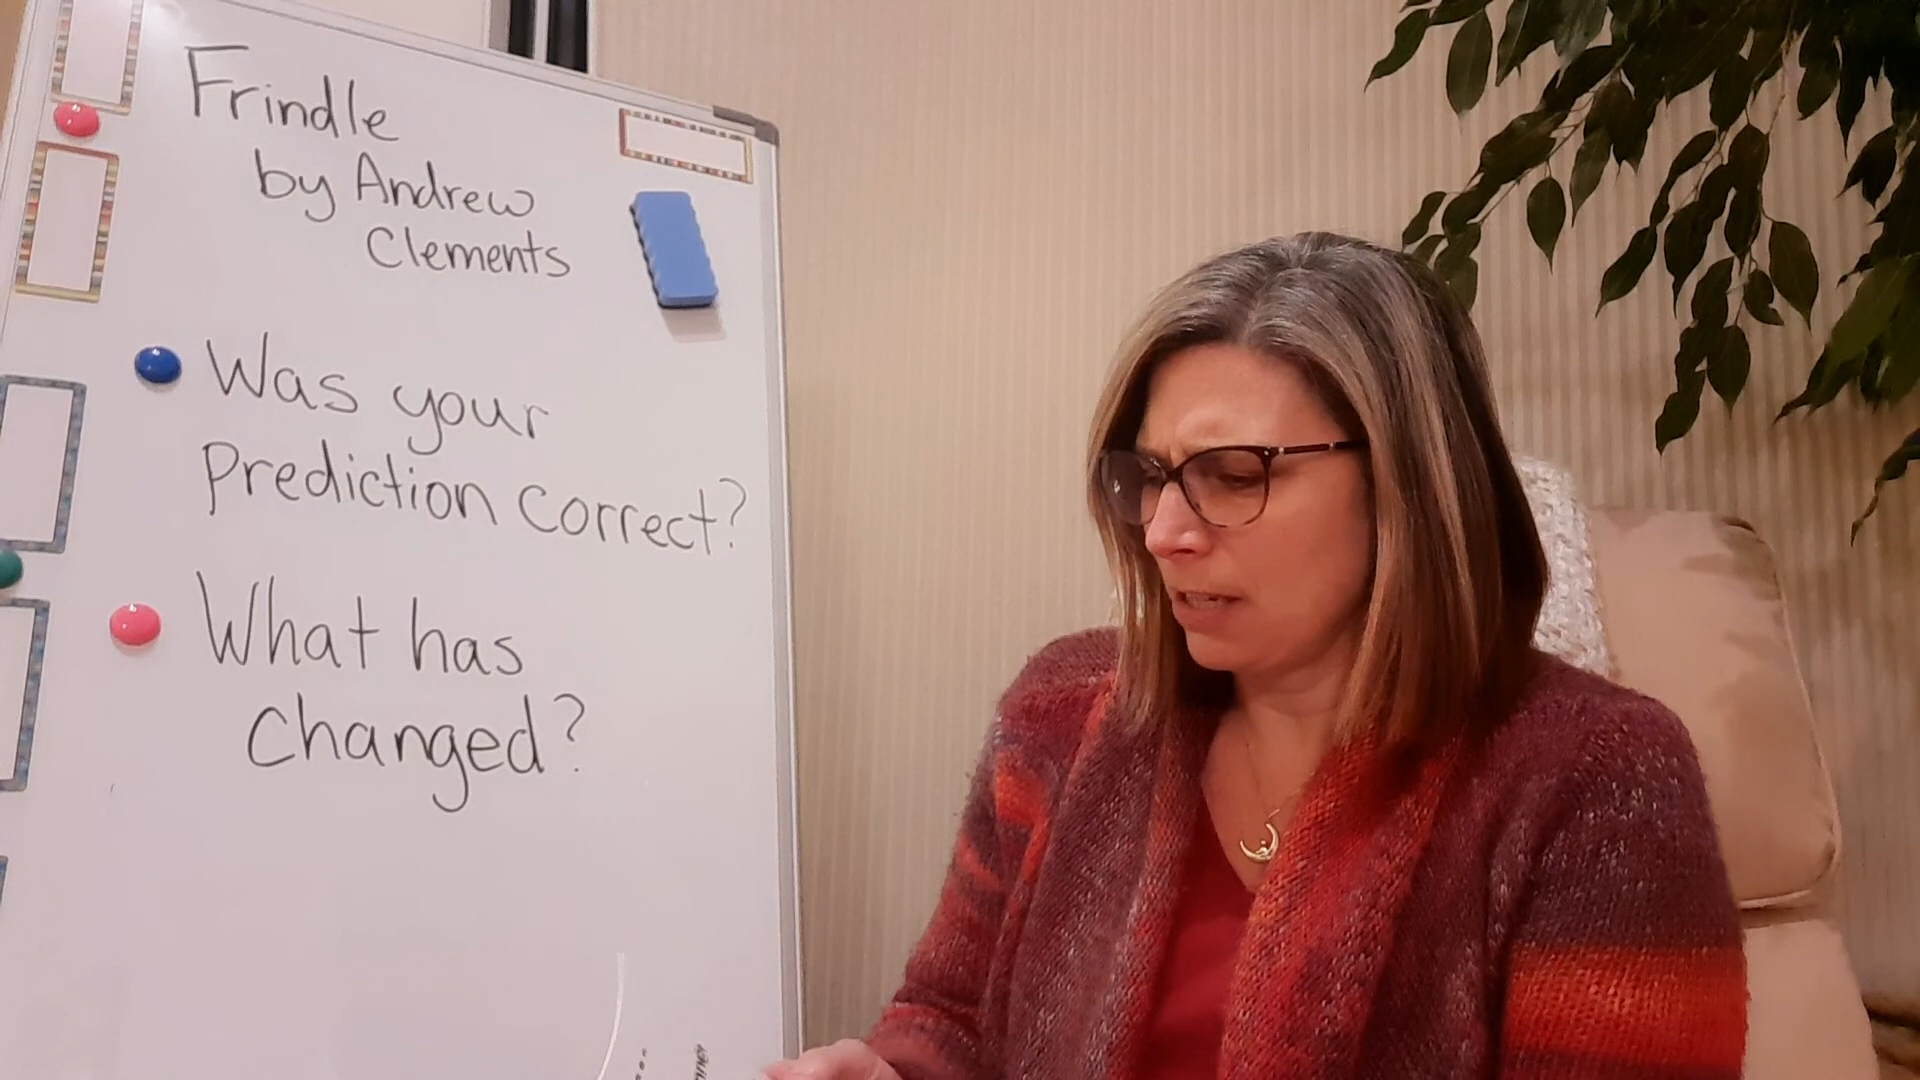 Frindle
by Andrew
Clements
Was your
prediction correct?
What has
changed?